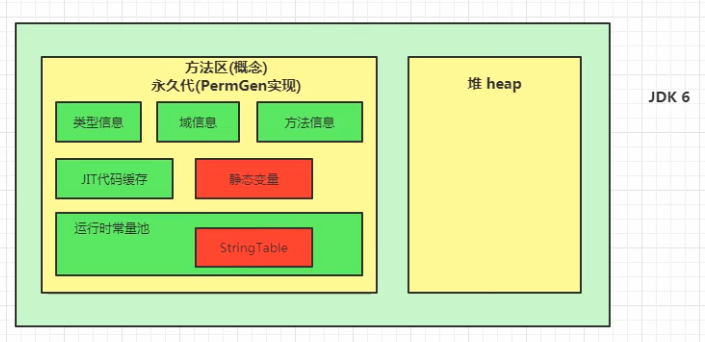 方法区(概念)
永久代(PermGen实现)
类型信息
域信息
方法信息
JIT代码缓存
静态变量
运行时常量池
StringTable
堆 heap
JDK 6